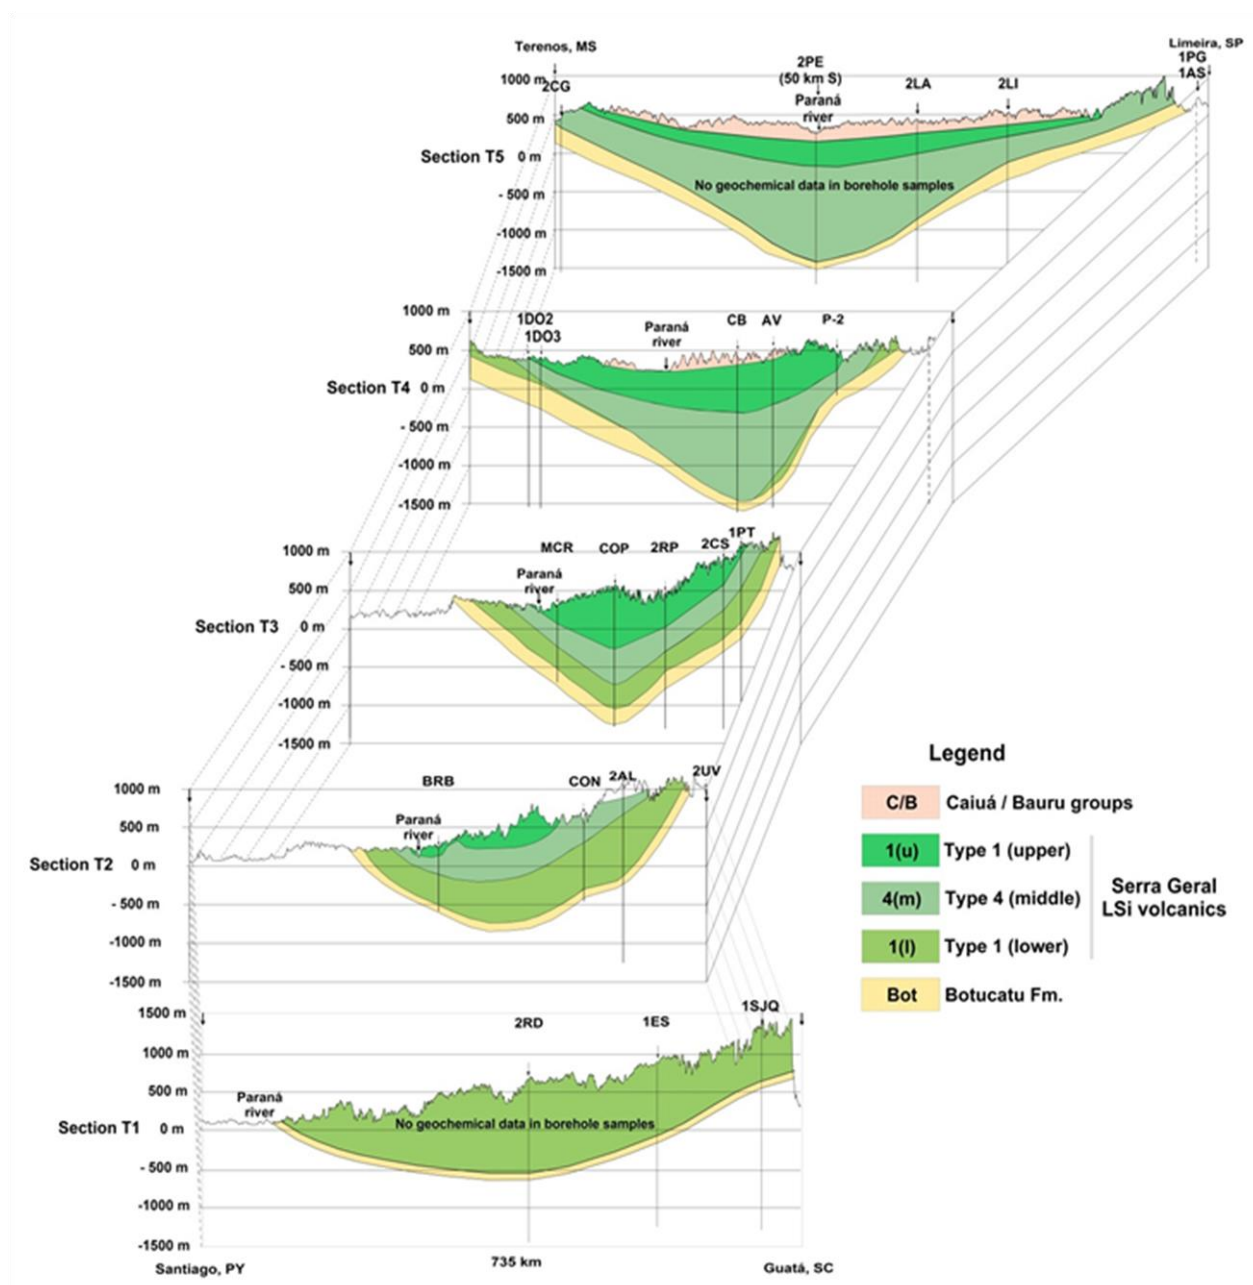 Terenos, MS
Limeira, SP
1PG
1AS
2PE
(50 km S)
Paraná
river
2CG
2LA
2LI
1000 m
500 m
Section T5
0 m
- 500 m
-1000 m
-1500 m
No geochemical data in borehole samples
1000 m
1DO2
1DO3
Paraná
river
CB
AV
P-2
500 m
Section T4
0 m
- 500 m
-1000 m
-1500 m
1000 m
MCR
COP
2RP
2CS
1PT
Paraná
river
500 m
Section T3
0 m
- 500 m
-1000 m
-1500 m
1000 m
BRB
CON
2AL
2UV
Paraná
river
500 m
Section T2
0 m
- 500 m
-1000 m
-1500 m
1500 m
2RD
1ES
1SJQ
1000 m
500 m
Paraná
river
Section T1
0 m
No geochemical data in borehole samples
- 500 m
-1000 m
-1500 m
Santiago, PY
735 km
Guatá, SC
Legend
C/B Caiuá / Bauru groups
1(u) Type 1 (upper)
4(m) Type 4 (middle)
1(l) Type 1 (lower)
Serra Geral
LSi volcanics
Bot Botucatu Fm.